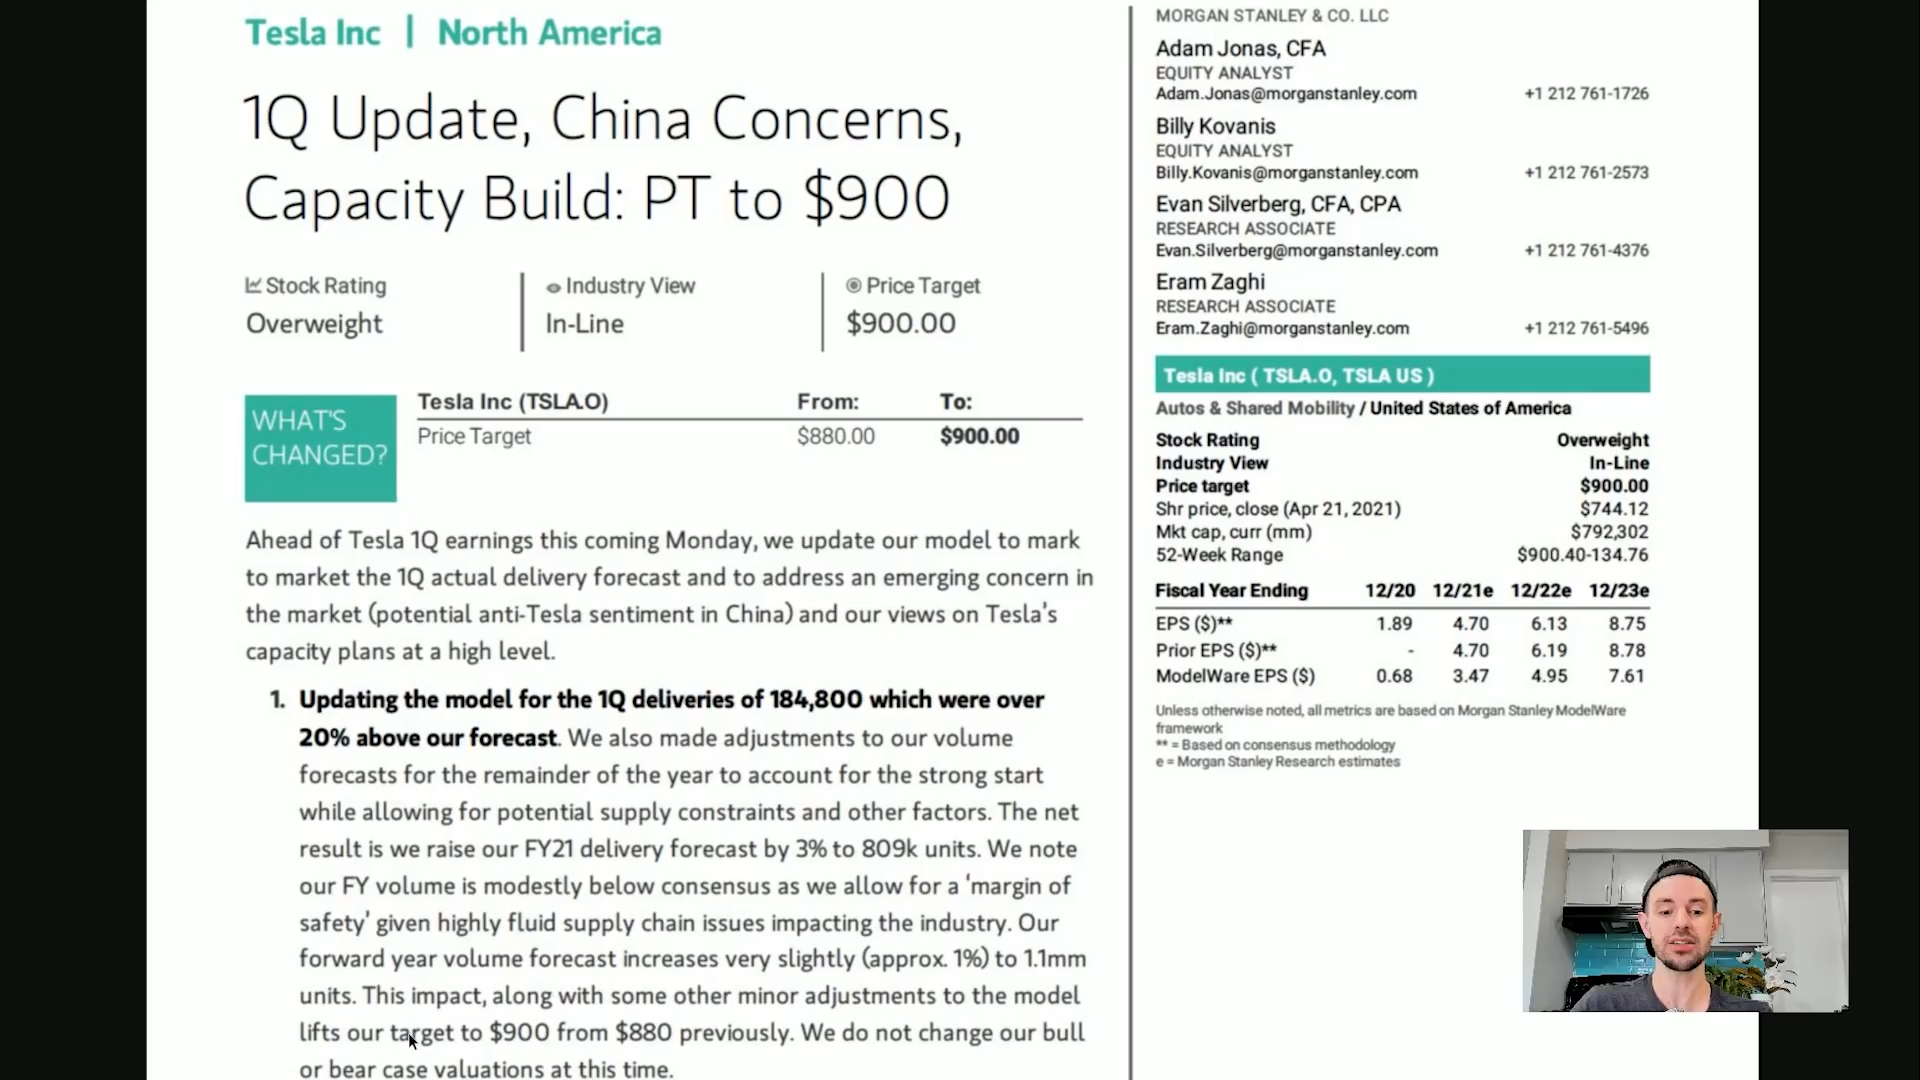 Tesla Inc | North America
1Q Update, China Concerns,
Capacity Build: PT to $900
Stock Rating
Overweight
Industry View
In-Line
Price Target
$900.00
WHAT'S
CHANGED?
Tesla Inc (TSLA.O) From: To:
Price Target $880.00 $900.00
Ahead of Tesla 1Q earnings this coming Monday, we update our model to mark
to market the 1Q actual delivery forecast and to address an emerging concern in
the market (potential anti-Tesla sentiment in China) and our views on Tesla's
capacity plans at a high level.
1. Updating the model for the 1Q deliveries of 184,800 which were over
20% above our forecast. We also made adjustments to our volume
forecasts for the remainder of the year to account for the strong start
while allowing for potential supply constraints and other factors. The net
result is we raise our FY21 delivery forecast by 3% to 809k units. We note
our FY volume is modestly below consensus as we allow for a 'margin of
safety' given highly fluid supply chain issues impacting the industry. Our
forward year volume forecast increases very slightly (approx. 1%) to 1.1mm
units. This impact, along with some other minor adjustments to the model
lifts our target to $900 from $880 previously. We do not change our bull
or bear case valuations at this time.
MORGAN STANLEY & CO. LLC
Adam Jonas, CFA
EQUITY ANALYST
Adam.Jonas@morganstanley.com +1 212 761-1726
Billy Kovanis
EQUITY ANALYST
Billy.Kovanis@morganstanley.com +1 212 761-2573
Evan Silverberg, CFA, CPA
RESEARCH ASSOCIATE
Evan.Silverberg@morganstanley.com +1 212 761-4376
Eram Zaghi
RESEARCH ASSOCIATE
Eram.Zaghi@morganstanley.com +1 212 761-5496
Tesla Inc ( TSLA.O, TSLA US )
Autos & Shared Mobility / United States of America
Stock Rating Overweight
Industry View In-Line
Price target $900.00
Shr price, close (Apr 21, 2021) $744.12
Mkt cap, curr (mm) $792,302
52-Week Range $900.40-134.76
Fiscal Year Ending 12/20 12/21e 12/22e 12/23e
EPS ($)** 1.89 4.70 6.13 8.75
Prior EPS ($)** - 4.70 6.19 8.78
ModelWare EPS ($) 0.68 3.47 4.95 7.61
Unless otherwise noted, all metrics are based on Morgan Stanley ModelWare
framework
** = Based on consensus methodology
e = Morgan Stanley Research estimates